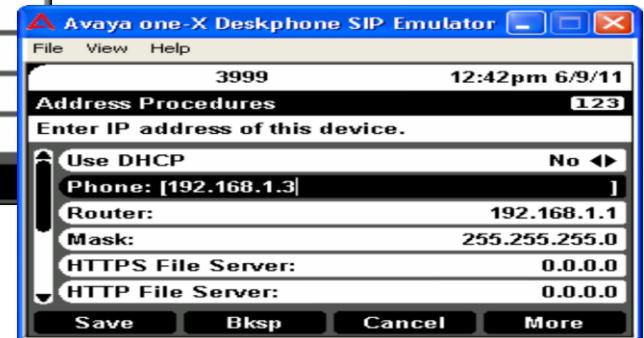 Avaya one-X Deskphone SIP Emulator
File View Help
3999 12:42pm 6/9/11
Address Procedures 123
Enter IP address of this device.
Use DHCP No
Phone: [192.168.1.3 ]
Router: 192.168.1.1
Mask: 255.255.255.0
HTTPS File Server: 0.0.0.0
HTTP File Server: 0.0.0.0
Save Bksp Cancel More